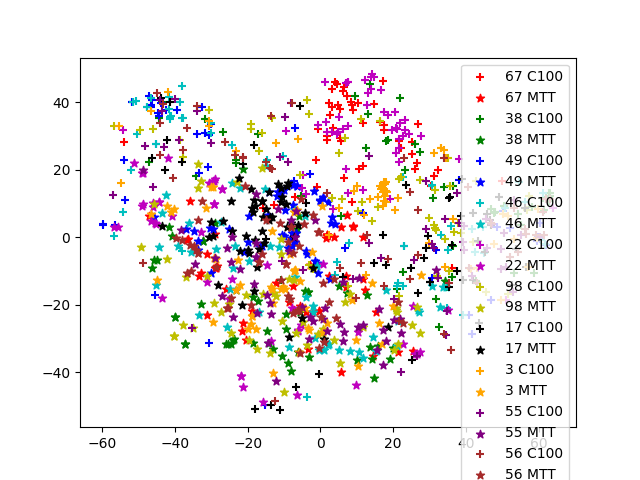 40
20
0
−20
−40
−60
−40
−20
0
20
40
60
67 C100
67 MTT
38 C100
38 MTT
49 C100
49 MTT
46 C100
46 MTT
22 C100
22 MTT
98 C100
98 MTT
17 C100
17 MTT
3 C100
3 MTT
55 C100
55 MTT
56 C100
56 MTT